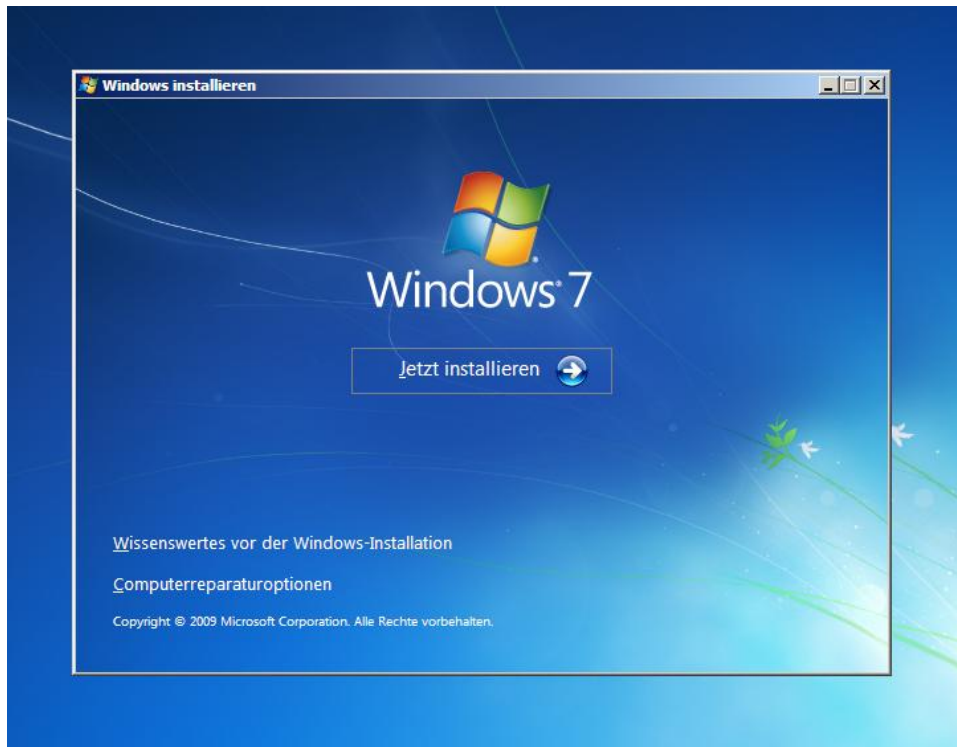 Windows installieren
Windows® 7
Jetzt installieren
Wissenswertes vor der Windows-Installation
Computerreparaturoptionen
Copyright © 2009 Microsoft Corporation. Alle Rechte vorbehalten.